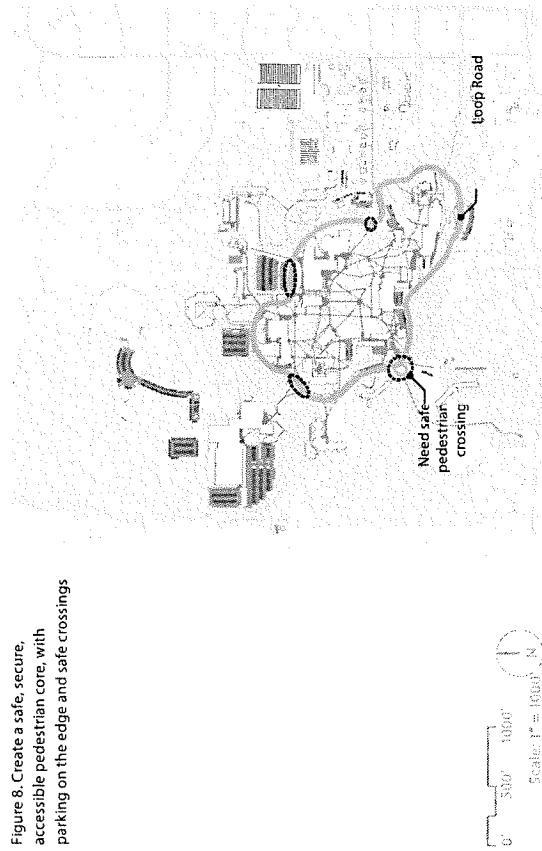 Figure 8. Create a safe, secure,
accessible pedestrian core, with
parking on the edge and safe crossings
Need safe
pedestrian
crossing
Loop Road
0' 500' 1000'
Scale: 1" = 1000'
N